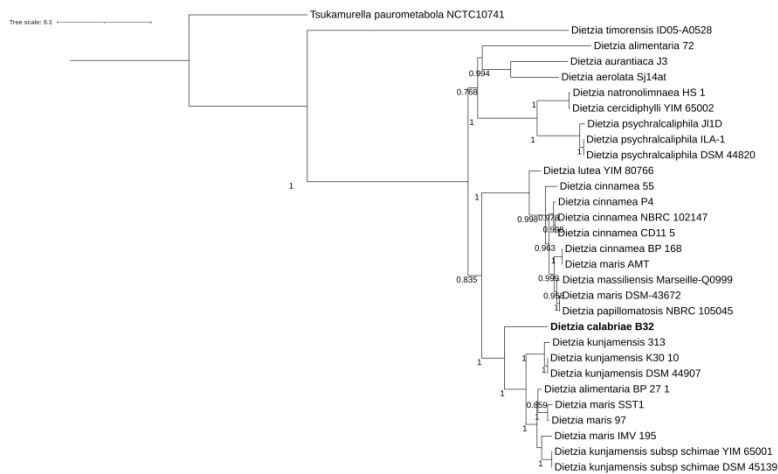 Tsukamurella paurometabola NCTC10741
Tree scale: 0.1
Dietzia timorensis ID05-A0528
Dietzia alimentaria 72
Dietzia aurantiaca J3
0.994
Dietzia aerolata Sj14at
0.768
Dietzia natronolimnaea HS 1
1
Dietzia cercidiphylli YIM 65002
1
Dietzia psychralcaliphila JI1D
1
Dietzia psychralcaliphila ILA-1
1
Dietzia psychralcaliphila DSM 44820
Dietzia lutea YIM 80766
1
Dietzia cinnamea 55
1
Dietzia cinnamea P4
0.998
Dietzia cinnamea NBRC 102147
Dietzia cinnamea CD11 5
0.963
Dietzia cinnamea BP 168
1
Dietzia maris AMT
0.835
0.999
Dietzia massiliensis Marseille-Q0999
Dietzia maris DSM-43672
1
Dietzia papillomatosis NBRC 105045
Dietzia calabriae B32
Dietzia kunjamensis 313
1
Dietzia kunjamensis K30 10
1
Dietzia kunjamensis DSM 44907
Dietzia alimentaria BP 27 1
1
0.859
Dietzia maris SST1
1
Dietzia maris 97
1
Dietzia maris IMV 195
Dietzia kunjamensis subsp schimae YIM 65001
1
Dietzia kunjamensis subsp schimae DSM 45139